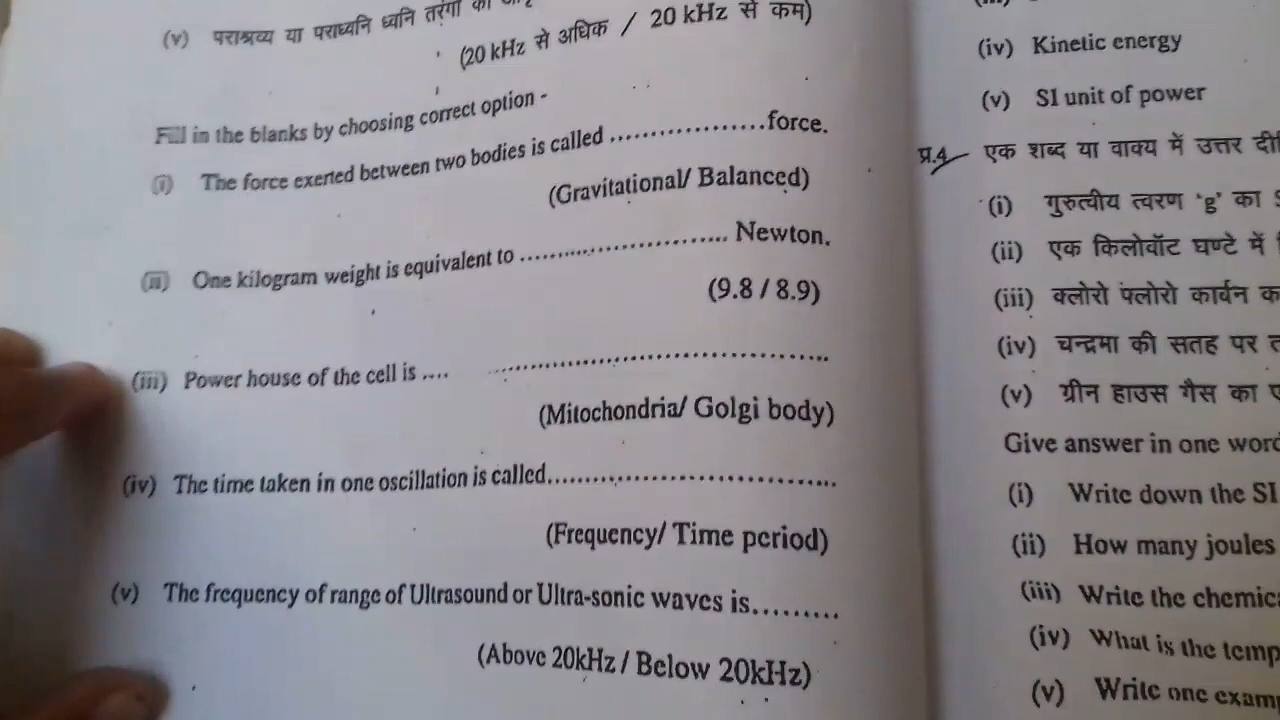 (v) पराश्रव्य या पराध्वनि ध्वनि तरंगों की
(20 kHz से अधिक / 20 kHz से कम)
Fill in the blanks by choosing correct option -
(i) The force exerted between two bodies is called ..................force.
(Gravitational/ Balanced)
(ii) One kilogram weight is equivalent to ................................ Newton.
(9.8 / 8.9)
(iii) Power house of the cell is .... ..................................................
(Mitochondria/ Golgi body)
(iv) The time taken in one oscillation is called..........................................
(Frequency/ Time period)
(v) The frequency of range of Ultrasound or Ultra-sonic waves is.........
(Above 20kHz / Below 20kHz)
(iv) Kinetic energy
(v) SI unit of power
प्र.4 एक शब्द या वाक्य में उत्तर
(i) गुरुत्वीय त्वरण 'g' का
(ii) एक किलोवॉट घण्टे में
(iii) क्लोरो फ्लोरो कार्बन
(iv) चन्द्रमा की सतह पर
(v) ग्रीन हाउस गैस का
Give answer in one word
(i) Write down the SI
(ii) How many joules
(iii) Write the chemic
(iv) What is the temp
(v) Write one exam